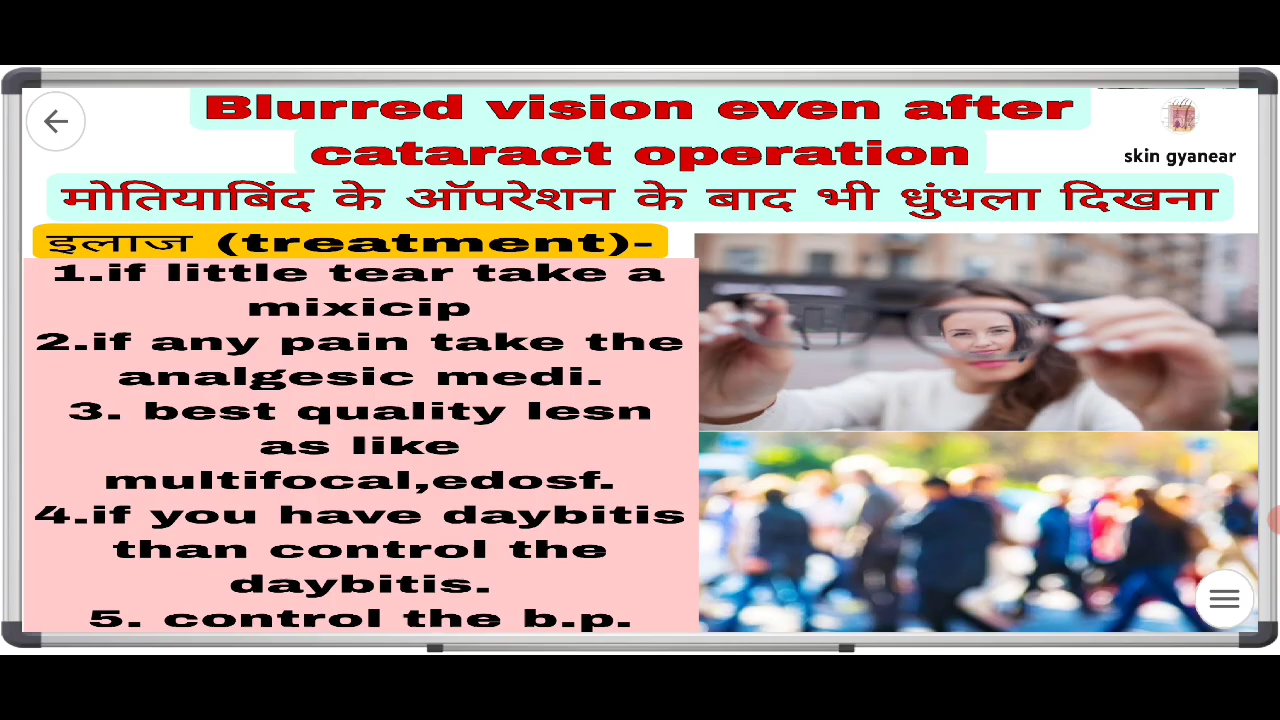 Blurred vision even after
cataract operation
मोतियाबिंद के ऑपरेशन के बाद भी धुंधला दिखना
skin gyanear
इलाज (treatment)-
1.if little tear take a
mixicip
2.if any pain take the
analgesic medi.
3. best quality lesn
as like
multifocal,edosf.
4.if you have daybitis
than control the
daybitis.
5. control the b.p.